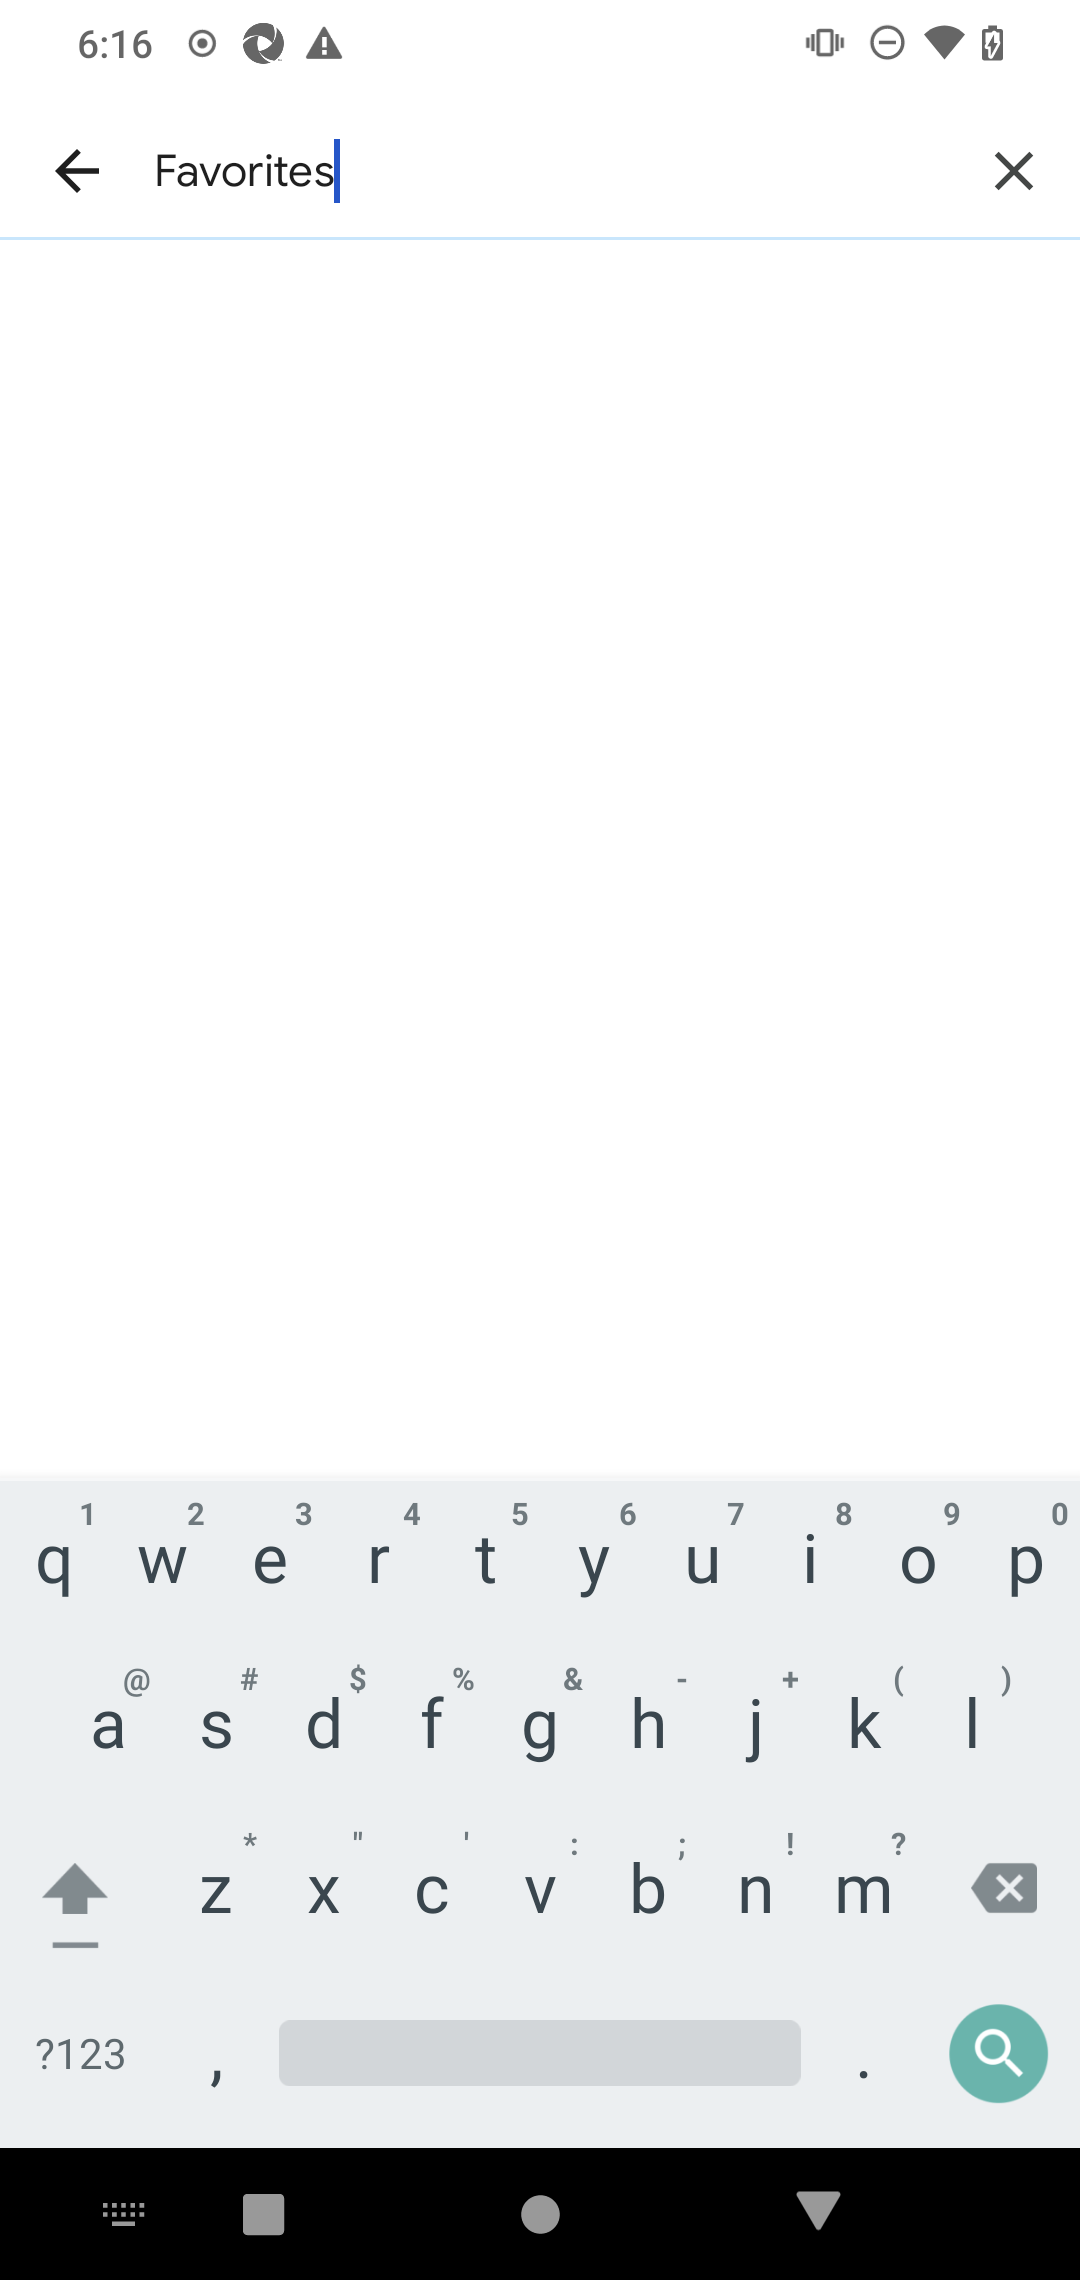 6:16
Favorites
1 2 3 4 5 6 7 8 9 0
q w e r t y u i o p
@ # $ % & - + ( )
a s d f g h j k l
* " ' : ; ! ?
z x c v b n m
?123 , .